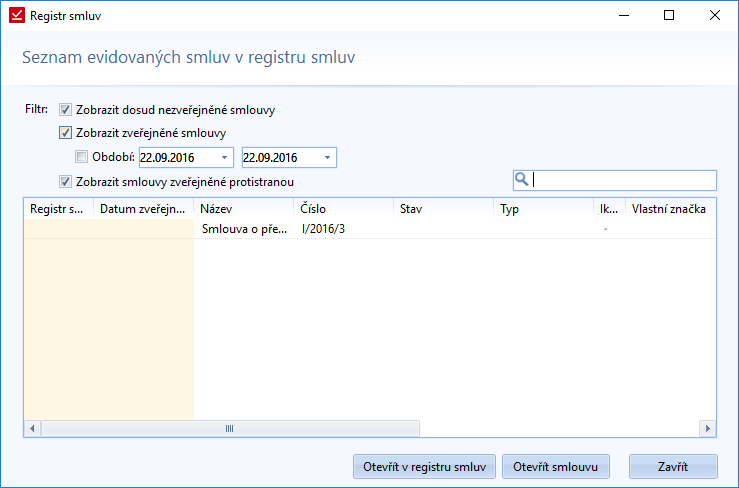 Registr smluv
Seznam evidovaných smluv v registru smluv
Filtr: Zobrazit dosud nezveřejněné smlouvy
Zobrazit zveřejněné smlouvy
Období: 22.09.2016 22.09.2016
Zobrazit smlouvy zveřejněné protistranou
Registr s... Datum zveřejn... Název Číslo Stav Typ Ik... Vlastní značka
Smlouva o pře... I/2016/3
Otevřít v registru smluv Otevřít smlouvu Zavřít